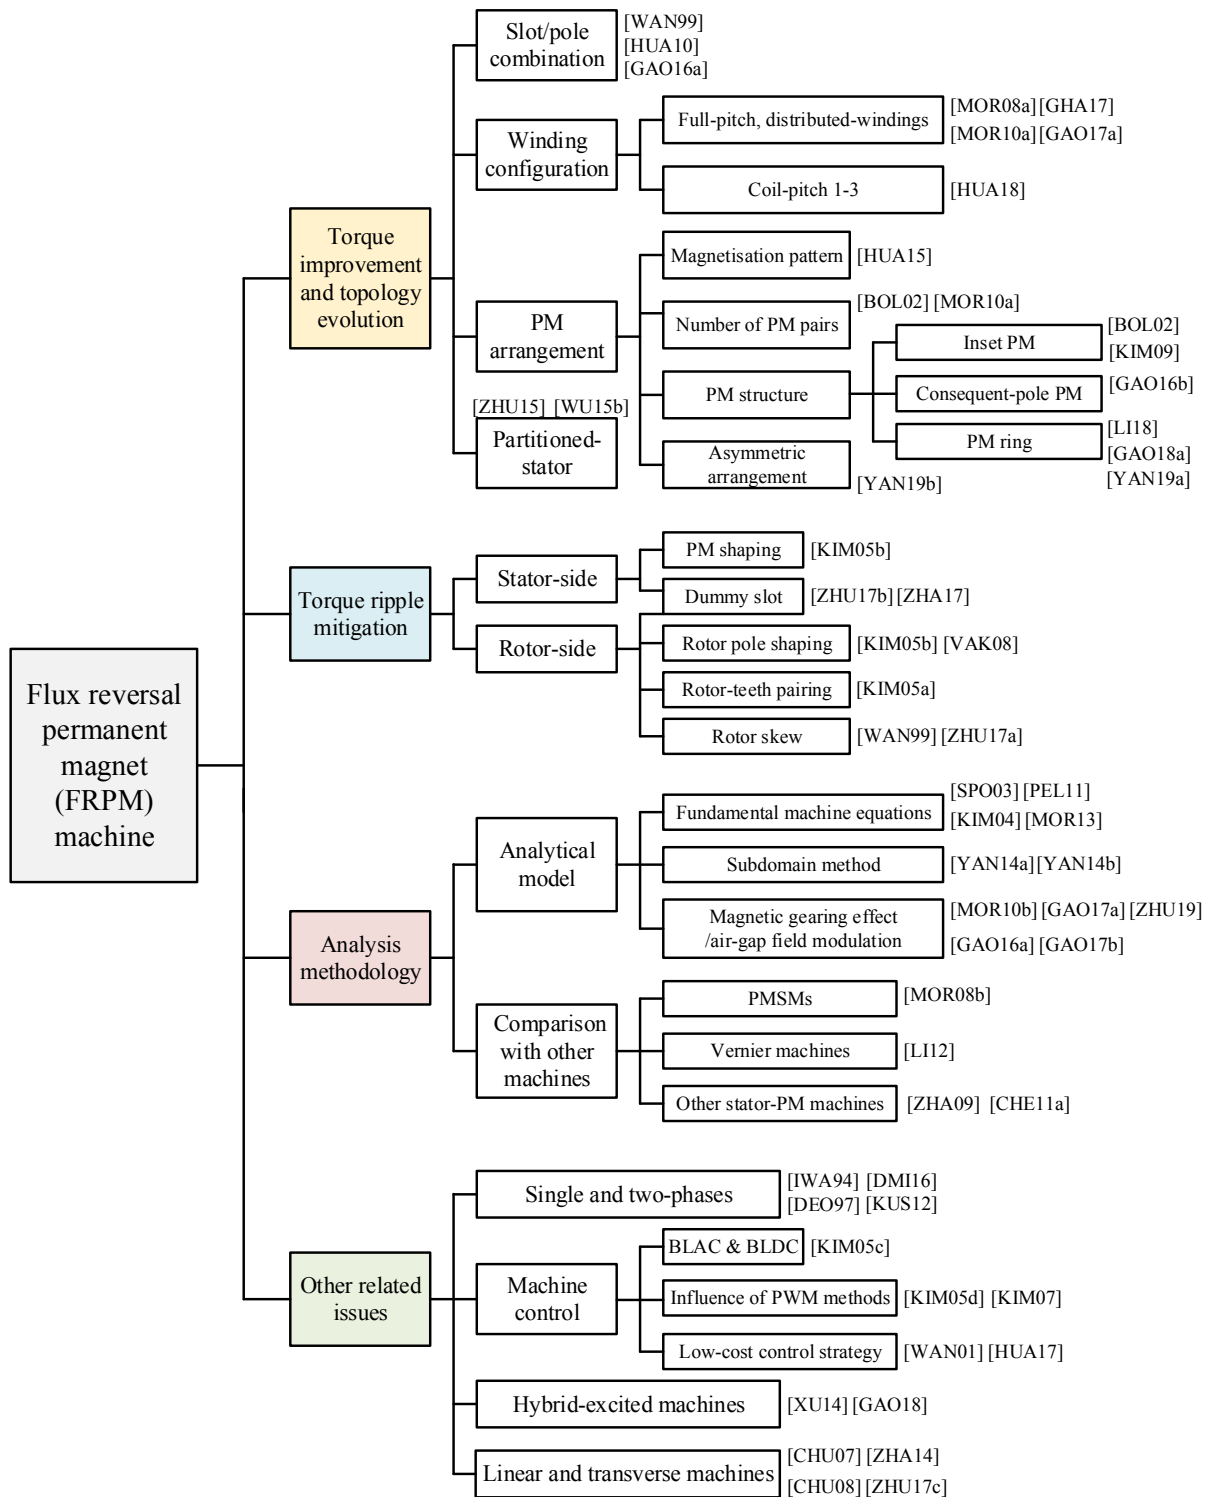 Flux reversal
permanent
magnet
(FRPM)
machine
Torque
improvement
and topology
evolution
Slot/pole
combination
[WAN99]
[HUA10]
[GAO16a]
Winding
configuration
Full-pitch, distributed-windings
[MOR08a] [GHA17]
[MOR10a] [GAO17a]
Coil-pitch 1-3
[HUA18]
PM
arrangement
Magnetisation pattern
[HUA15]
Number of PM pairs
[BOL02] [MOR10a]
PM structure
Inset PM
[BOL02]
[KIM09]
Consequent-pole PM
[GAO16b]
PM ring
[LI18]
[GAO18a]
[YAN19a]
Asymmetric
arrangement
[YAN19b]
[ZHU15] [WU15b]
Partitioned-
stator
Torque ripple
mitigation
Stator-side
PM shaping
[KIM05b]
Dummy slot
[ZHU17b] [ZHA17]
Rotor-side
Rotor pole shaping
[KIM05b] [VAK08]
Rotor-teeth pairing
[KIM05a]
Rotor skew
[WAN99] [ZHU17a]
Analysis
methodology
Analytical
model
Fundamental machine equations
[SPO03] [PEL11]
[KIM04] [MOR13]
Subdomain method
[YAN14a] [YAN14b]
Magnetic gearing effect
/air-gap field modulation
[MOR10b] [GAO17a] [ZHU19]
[GAO16a] [GAO17b]
Comparison
with other
machines
PMSMs
[MOR08b]
Vernier machines
[LI12]
Other stator-PM machines
[ZHA09] [CHE11a]
Other related
issues
Single and two-phases
[IWA94] [DMI16]
[DEO97] [KUS12]
Machine
control
BLAC & BLDC
[KIM05c]
Influence of PWM methods
[KIM05d] [KIM07]
Low-cost control strategy
[WAN01] [HUA17]
Hybrid-excited machines
[XU14] [GAO18]
Linear and transverse machines
[CHU07] [ZHA14]
[CHU08] [ZHU17c]